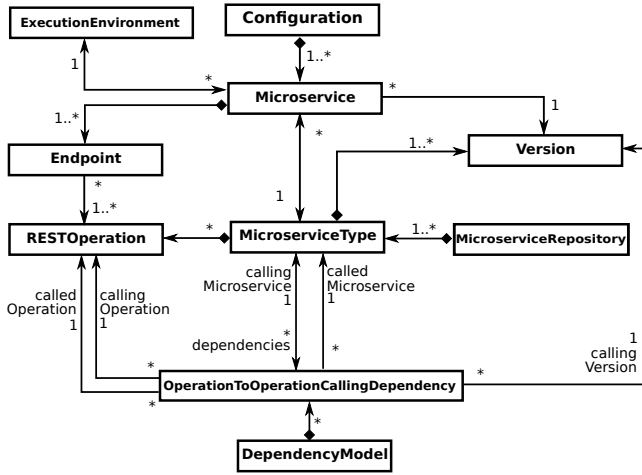 ExecutionEnvironment
Configuration
1
*
1..*
Microservice
*
1
1..*
*
1..*
Endpoint
Version
*
1
1..*
RESTOperation
*
MicroserviceType
1..*
MicroserviceRepository
called
Operation
1
calling
Operation
1
calling
Microservice
1
called
Microservice
1
*
dependencies
*
1
calling
Version
*
*
OperationToOperationCallingDependency
*
*
DependencyModel